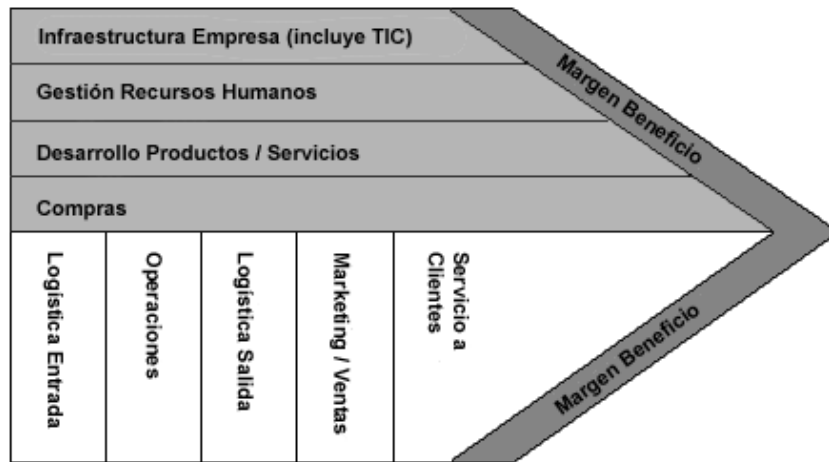 Infraestructura Empresa (incluye TIC)
Gestión Recursos Humanos
Desarrollo Productos / Servicios
Compras
Margen Beneficio
Logística Entrada
Operaciones
Logística Salida
Marketing / Ventas
Servicio a
Clientes
Margen Beneficio